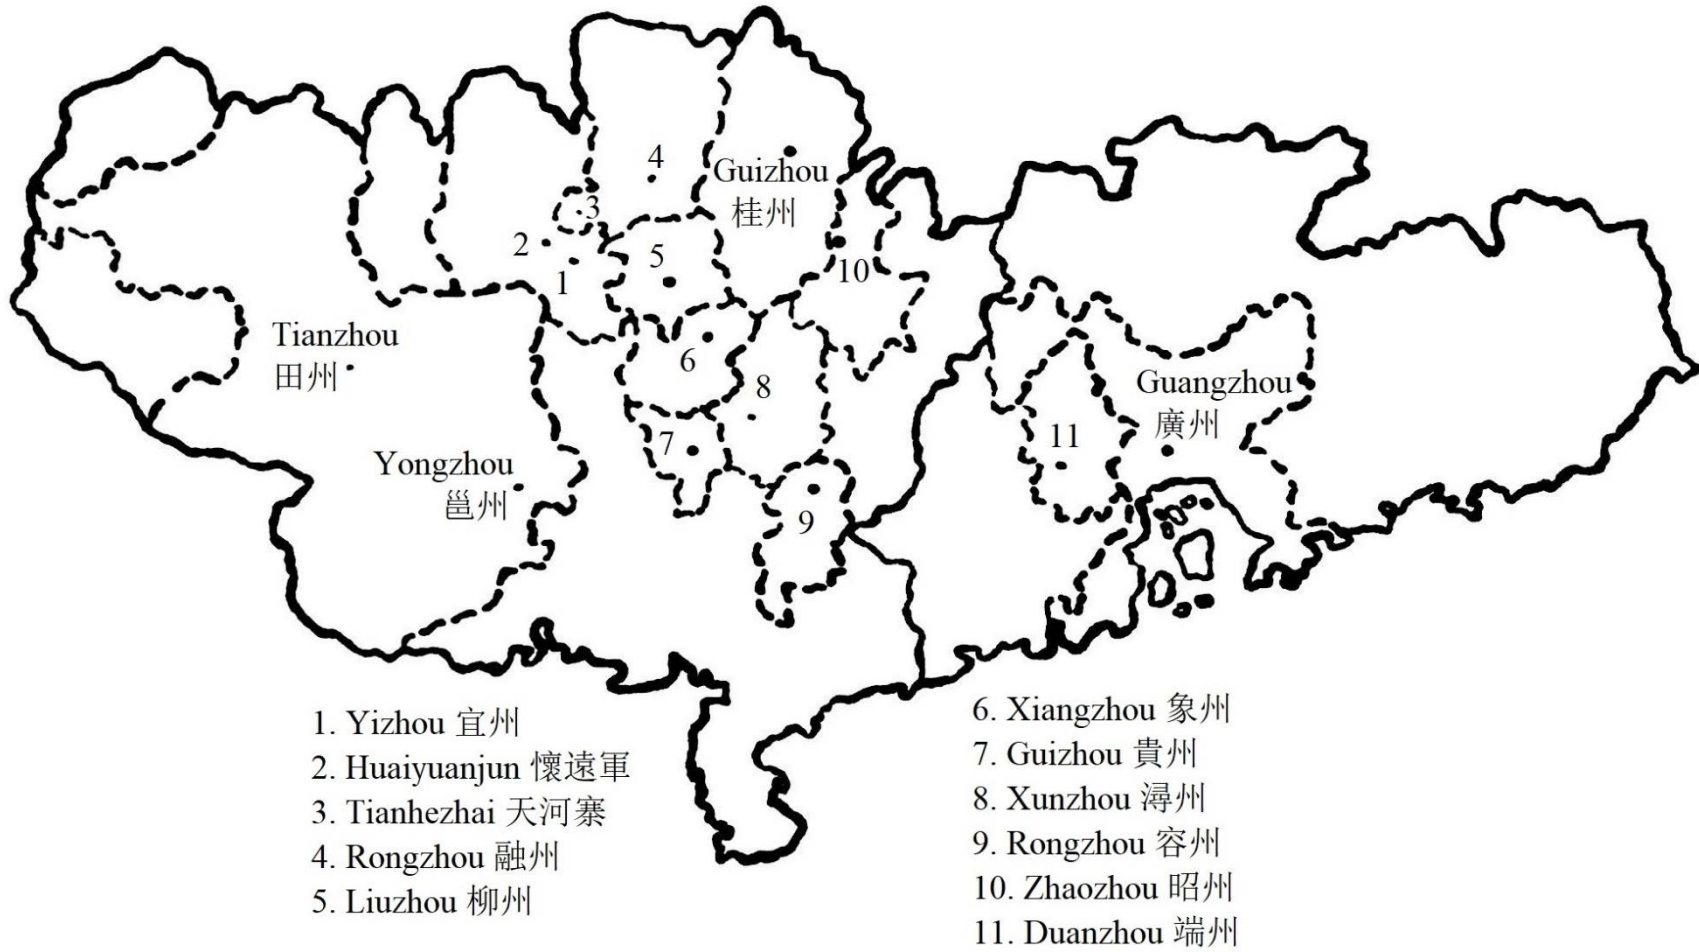 4
Guizhou
桂州
3
2
5
10
1
Tianzhou
田州
6
8
Guangzhou
廣州
7
11
Yongzhou
邕州
9
1. Yizhou 宜州
2. Huaiyuanjun 懷遠軍
3. Tianhezhai 天河寨
4. Rongzhou 融州
5. Liuzhou 柳州
6. Xiangzhou 象州
7. Guizhou 貴州
8. Xunzhou 潯州
9. Rongzhou 容州
10. Zhaozhou 昭州
11. Duanzhou 端州